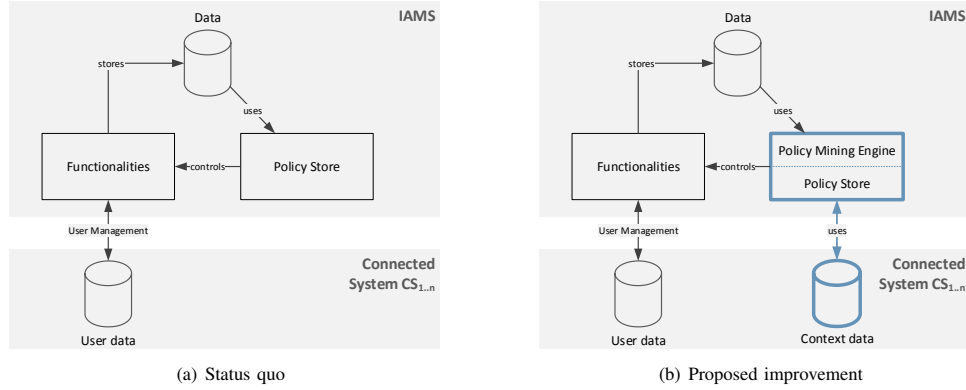 IAMS
Data
stores
uses
Functionalities
controls
Policy Store
User Management
Connected
System CS1..n
User data
(a) Status quo
IAMS
Data
stores
uses
Functionalities
controls
Policy Mining Engine
Policy Store
User Management
uses
Connected
System CS1..n
User data
Context data
(b) Proposed improvement